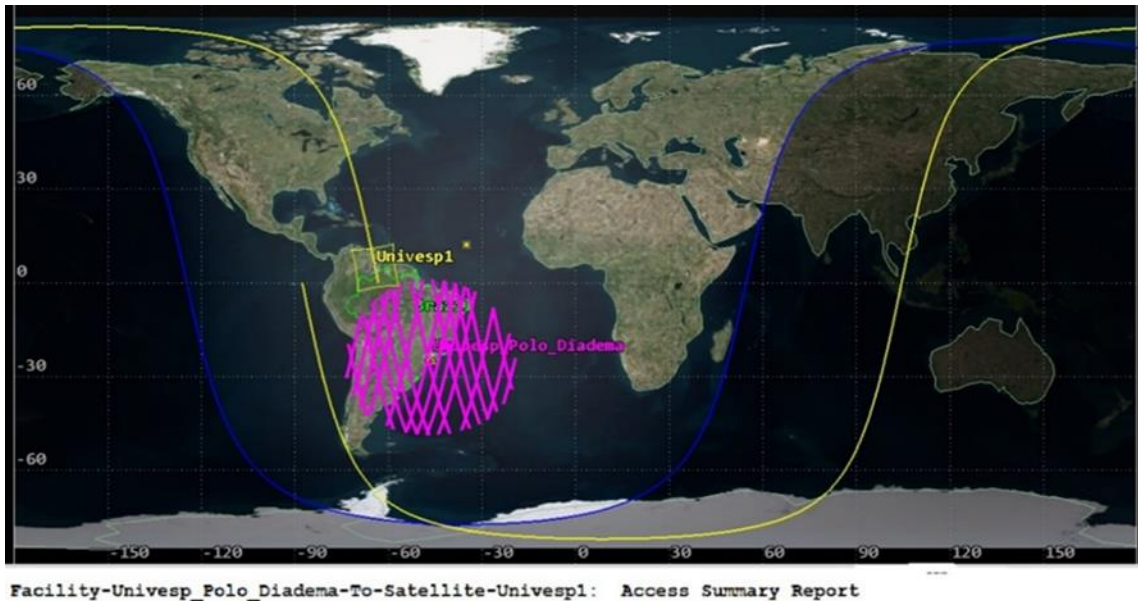 60
30
Univesp1
0
Polo_Diadema
-30
-60
-150 -120 -90 -60 -30 0 30 60 90 120 150
Facility-Univesp_Polo_Diadema-To-Satellite-Univesp1: Access Summary Report